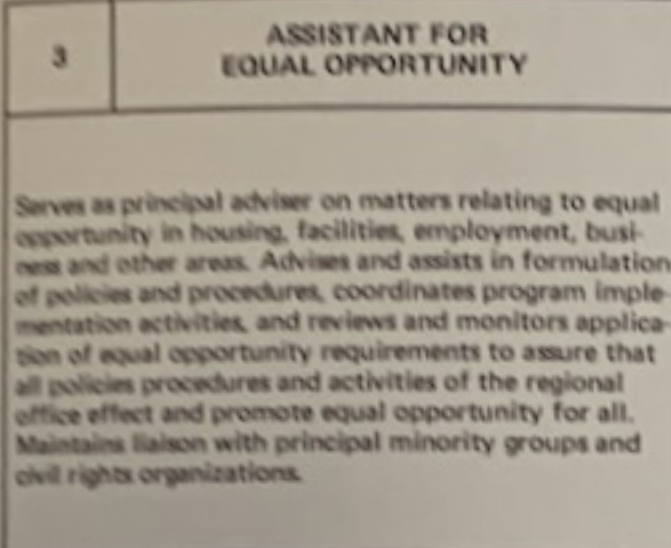 3
ASSISTANT FOR
EQUAL OPPORTUNITY
Serves as principal adviser on matters relating to equal
opportunity in housing, facilities, employment, busi-
ness and other areas. Advises and assists in formulation
of policies and procedures, coordinates program imple-
mentation activities, and reviews and monitors applica-
tion of equal opportunity requirements to assure that
all policies procedures and activities of the regional
office effect and promote equal opportunity for all.
Maintains liaison with principal minority groups and
civil rights organizations.